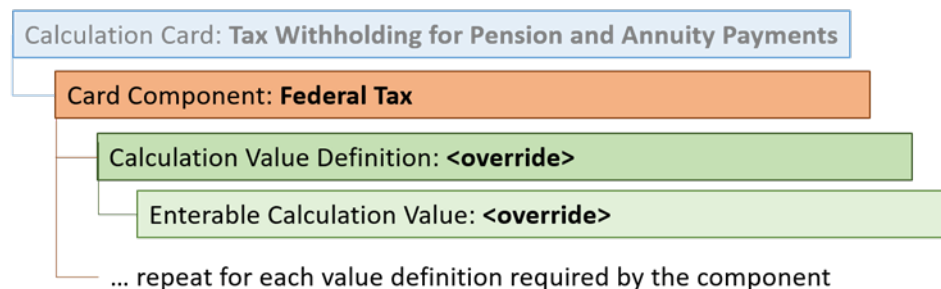 Calculation Card: Tax Withholding for Pension and Annuity Payments
Card Component: Federal Tax
Calculation Value Definition: <override>
Enterable Calculation Value: <override>
... repeat for each value definition required by the component